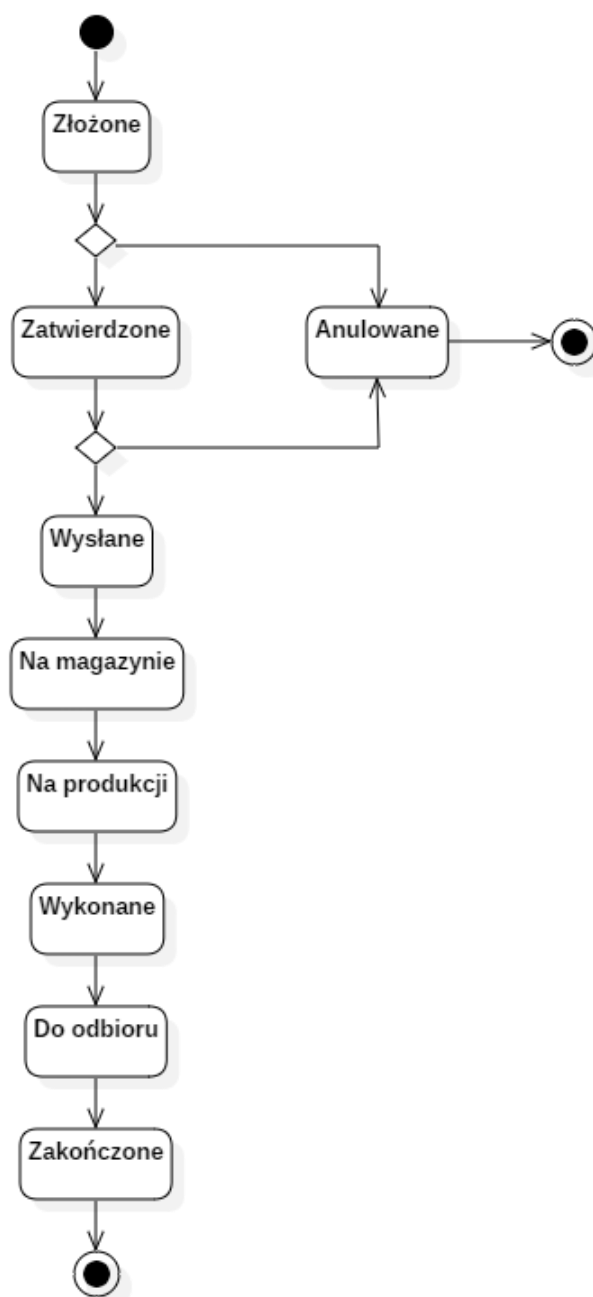 Złożone
Zatwierdzone
Anulowane
Wysłane
Na magazynie
Na produkcji
Wykonane
Do odbioru
Zakończone